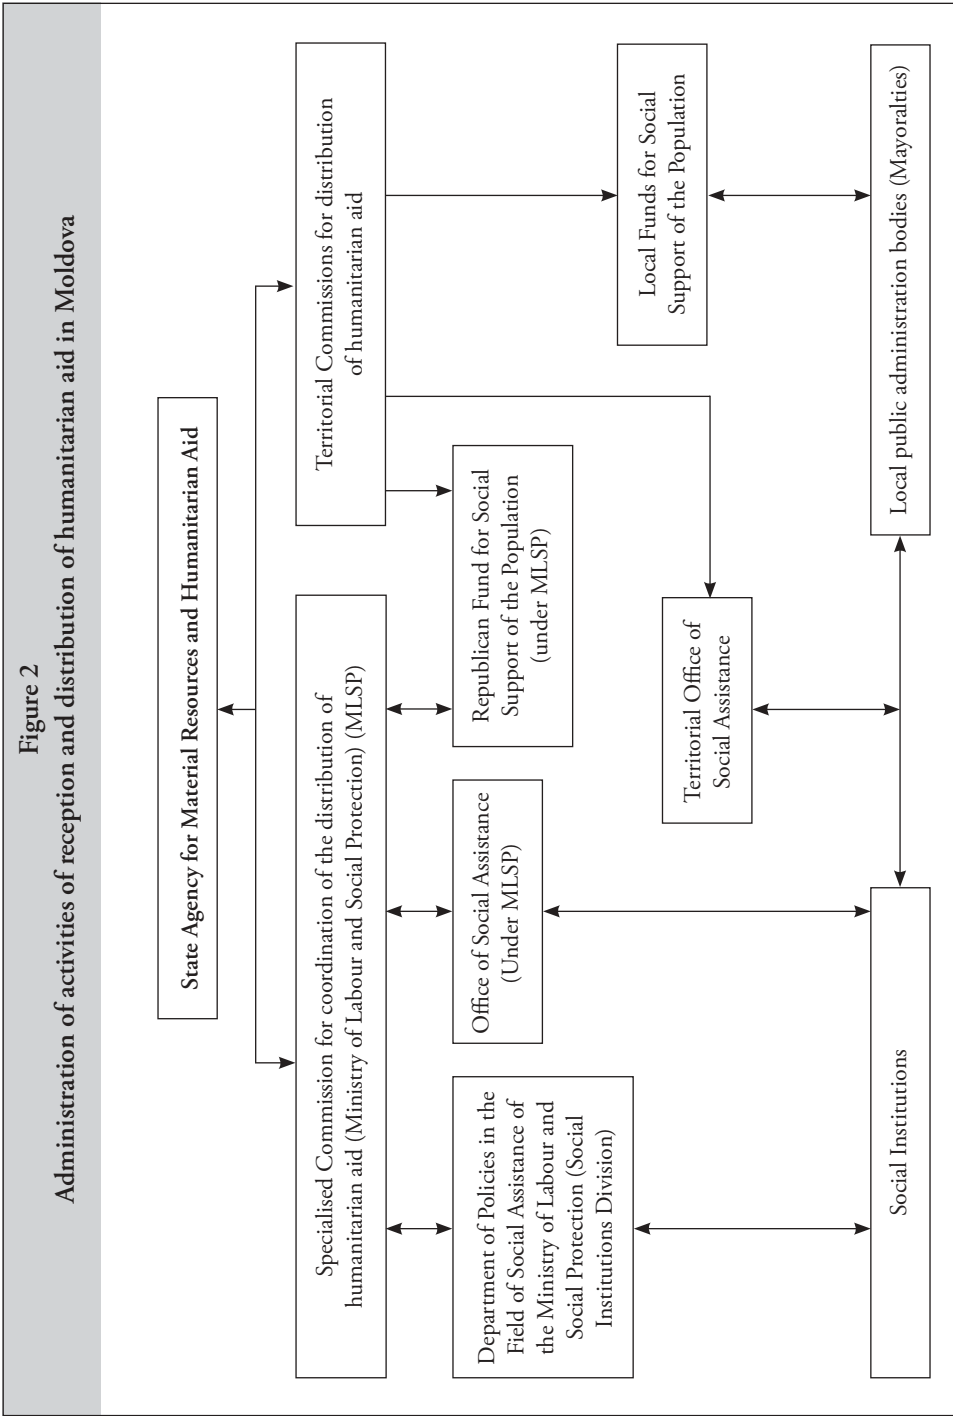 Figure 2
Administration of activities of reception and distribution of humanitarian aid in Moldova
State Agency for Material Resources and Humanitarian Aid
Specialised Commission for coordination of the distribution of
humanitarian aid (Ministry of Labour and Social Protection) (MLSP)
Territorial Commissions for distribution
of humanitarian aid
Department of Policies in the
Field of Social Assistance of
the Ministry of Labour and
Social Protection (Social
Institutions Division)
Office of Social Assistance
(Under MLSP)
Republican Fund for Social
Support of the Population
(under MLSP)
Territorial Office of
Social Assistance
Local Funds for Social
Support of the Population
Social Institutions
Local public administration bodies (Mayoralties)